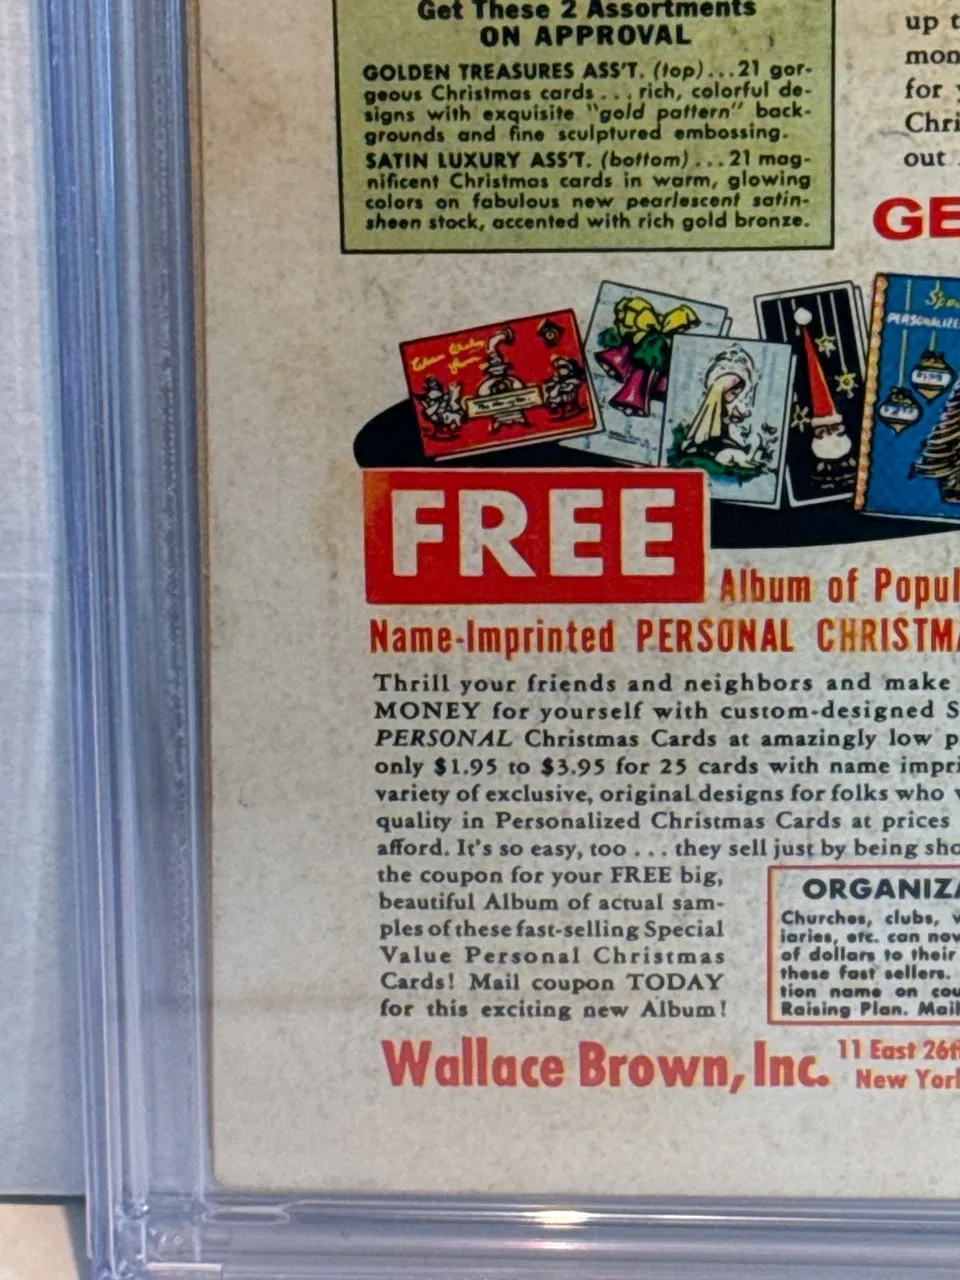 Get These 2 Assortments
ON APPROVAL
GOLDEN TREASURES ASS'T. (top)...21 gor-
geous Christmas cards...rich, colorful de-
signs with exquisite "gold pattern" back-
grounds and fine sculptured embossing.
SATIN LUXURY ASS'T. (bottom)...21 mag-
nificent Christmas cards in warm, glowing
colors on fabulous new pearlescent satin-
sheen stock, accented with rich gold bronze.
up t
mon
for y
Chri
out
GE
PERSONALIZE
FREE
Album of Popul
Name-Imprinted PERSONAL CHRISTMA
Thrill your friends and neighbors and make
MONEY for yourself with custom-designed S
PERSONAL Christmas Cards at amazingly low p
only $1.95 to $3.95 for 25 cards with name impri
variety of exclusive, original designs for folks who w
quality in Personalized Christmas Cards at prices
afford. It's so easy, too . . . they sell just by being sho
the coupon for your FREE big,
beautiful Album of actual sam-
ples of these fast-selling Special
Value Personal Christmas
Cards! Mail coupon TODAY
for this exciting new Album!
ORGANIZA
Churches, clubs, v
iaries, etc. can now
of dollars to their
these fast sellers.
tion name on cou
Raising Plan. Mail
Wallace Brown, Inc.
11 East 26th
New York